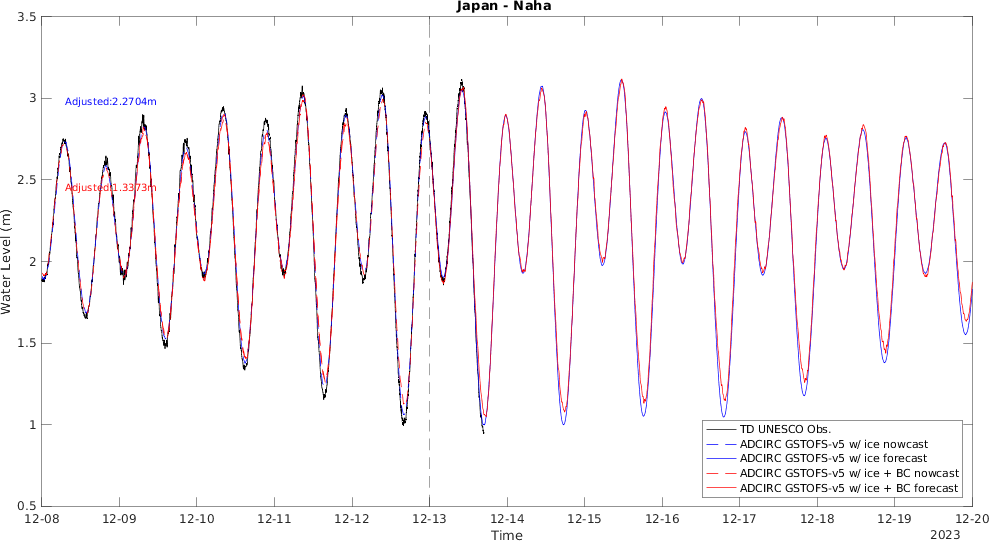 Japan - Naha
3.5
3
2.5
2
1.5
1
0.5
Water Level (m)
Adjusted:2.2704m
Adjusted:1.3373m
TD UNESCO Obs.
ADCIRC GSTOFS-v5 w/ ice nowcast
ADCIRC GSTOFS-v5 w/ ice forecast
ADCIRC GSTOFS-v5 w/ ice + BC nowcast
ADCIRC GSTOFS-v5 w/ ice + BC forecast
12-08 12-09 12-10 12-11 12-12 12-13 12-14 12-15 12-16 12-17 12-18 12-19 12-20
Time
2023